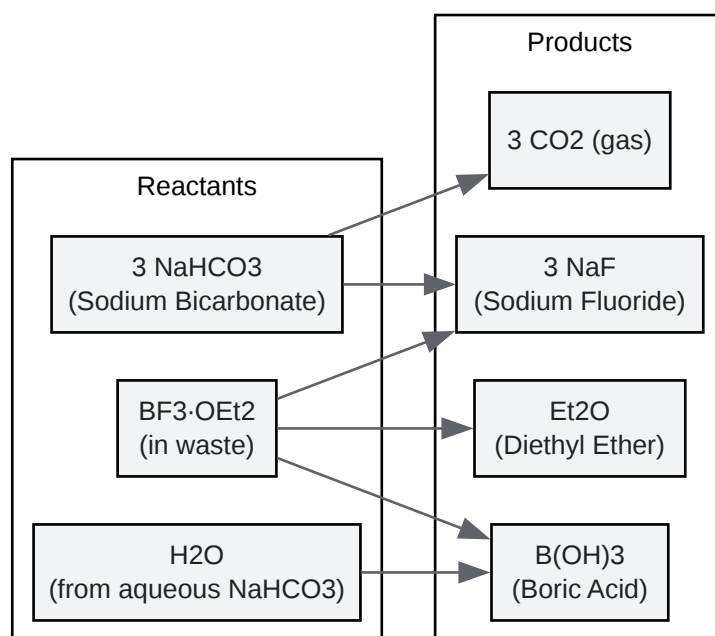 Reactants
3 NaHCO3
(Sodium Bicarbonate)
BF3·OEt2
(in waste)
H2O
(from aqueous NaHCO3)
Products
3 CO2 (gas)
3 NaF
(Sodium Fluoride)
Et2O
(Diethyl Ether)
B(OH)3
(Boric Acid)